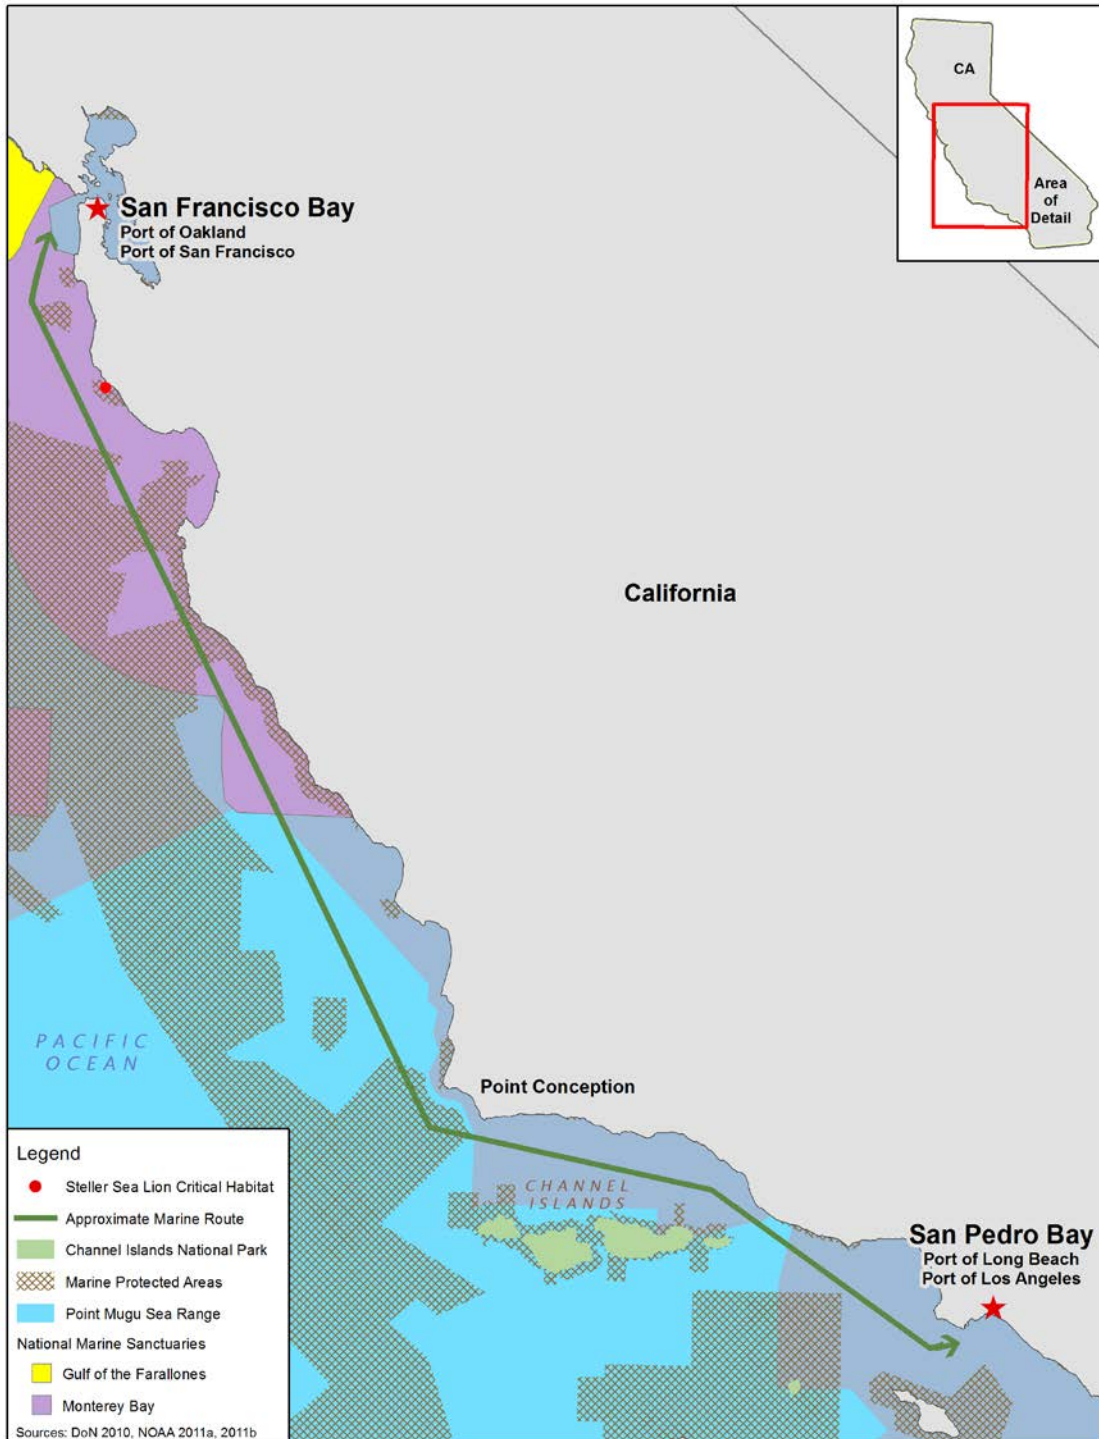 CA
Area
of
Detail
San Francisco Bay
Port of Oakland
Port of San Francisco
California
PACIFIC
OCEAN
Point Conception
CHANNEL
ISLANDS
San Pedro Bay
Port of Long Beach
Port of Los Angeles
Legend
Steller Sea Lion Critical Habitat
Approximate Marine Route
Channel Islands National Park
Marine Protected Areas
Point Mugu Sea Range
National Marine Sanctuaries
Gulf of the Farallones
Monterey Bay
Sources: DoN 2010, NOAA 2011a, 2011b